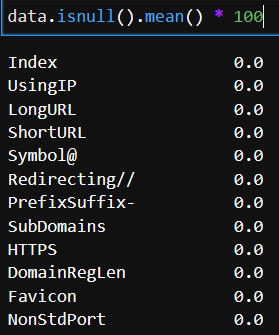 data.isnull().mean() * 100
Index 0.0
UsingIP 0.0
LongURL 0.0
ShortURL 0.0
Symbol@ 0.0
Redirecting// 0.0
PrefixSuffix- 0.0
SubDomains 0.0
HTTPS 0.0
DomainRegLen 0.0
Favicon 0.0
NonStdPort 0.0